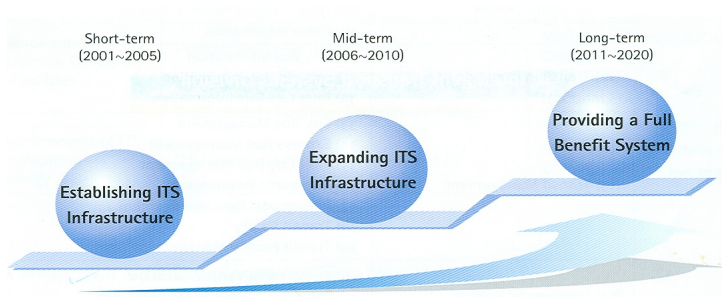 Short-term
(2001~2005)
Mid-term
(2006~2010)
Long-term
(2011~2020)
Establishing ITS
Infrastructure
Expanding ITS
Infrastructure
Providing a Full
Benefit System